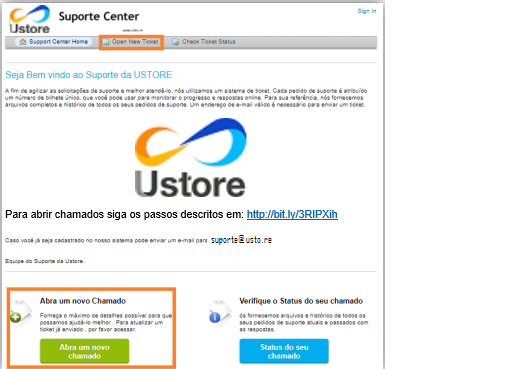 Ustore
Suporte Center
www.usto.re
Sign In
Support Center Home
Open New Ticket
Check Ticket Status
Seja Bem vindo ao Suporte da USTORE
A fim de agilizar as solicitações de suporte e melhor atendê-lo, nós utilizamos um sistema de ticket. Cada pedido de suporte é atribuído
um número de bilhete único, que você pode usar para monitorar o progresso e respostas online. Para sua referência, nós fornecemos
arquivos completos e histórico de todos os seus pedidos de suporte. Um endereço de e-mail válido é necessário para enviar um ticket.
Ustore
Para abrir chamados siga os passos descritos em: http://bit.ly/3RIPXih
Caso você já seja cadastrado no nosso sistema pode enviar um e-mail para suporte@usto.re
Equipe do Suporte da Ustore.
Abra um novo Chamado
Forneça o máximo de detalhes possível para que
possamos ajudá-lo melhor . Para atualizar um
ticket já enviado , por favor acessar.
Abra um novo
chamado
Verifique o Status do seu chamado
ós fornecemos arquivos e histórico de todos os
seus pedidos de suporte atuais e passados com
as respostas.
Status do seu
chamado